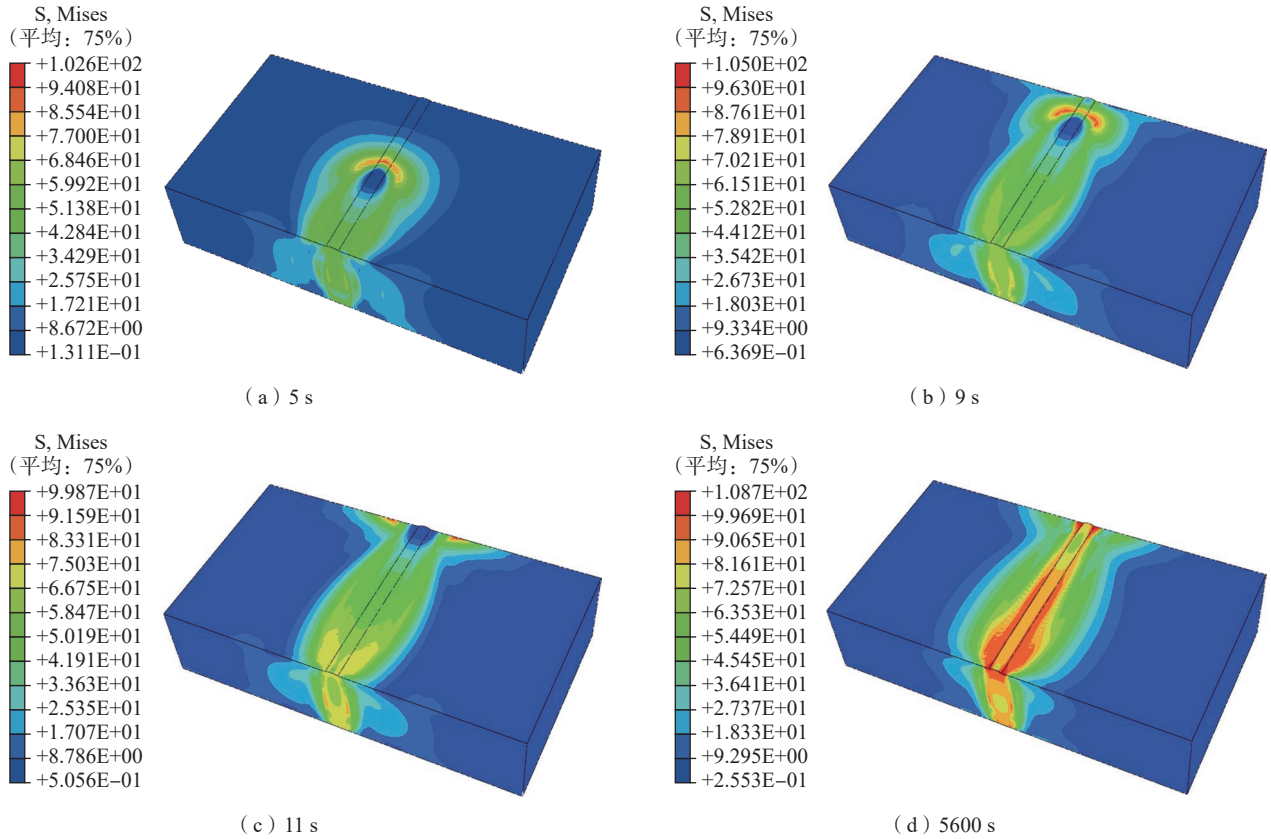 S, Mises
(平均：75%)
+1.026E+02
+9.408E+01
+8.554E+01
+7.700E+01
+6.846E+01
+5.992E+01
+5.138E+01
+4.284E+01
+3.429E+01
+2.575E+01
+1.721E+01
+8.672E+00
+1.311E−01
（a）5 s
S, Mises
(平均：75%)
+1.050E+02
+9.630E+01
+8.761E+01
+7.891E+01
+7.021E+01
+6.151E+01
+5.282E+01
+4.412E+01
+3.542E+01
+2.673E+01
+1.803E+01
+9.334E+00
+6.369E−01
（b）9 s
S, Mises
(平均：75%)
+9.987E+01
+9.159E+01
+8.331E+01
+7.503E+01
+6.675E+01
+5.847E+01
+5.019E+01
+4.191E+01
+3.363E+01
+2.535E+01
+1.707E+01
+8.786E+00
+5.056E−01
（c）11 s
S, Mises
(平均：75%)
+1.087E+02
+9.969E+01
+9.065E+01
+8.161E+01
+7.257E+01
+6.353E+01
+5.449E+01
+4.545E+01
+3.641E+01
+2.737E+01
+1.833E+01
+9.295E+00
+2.553E−01
（d）5600 s